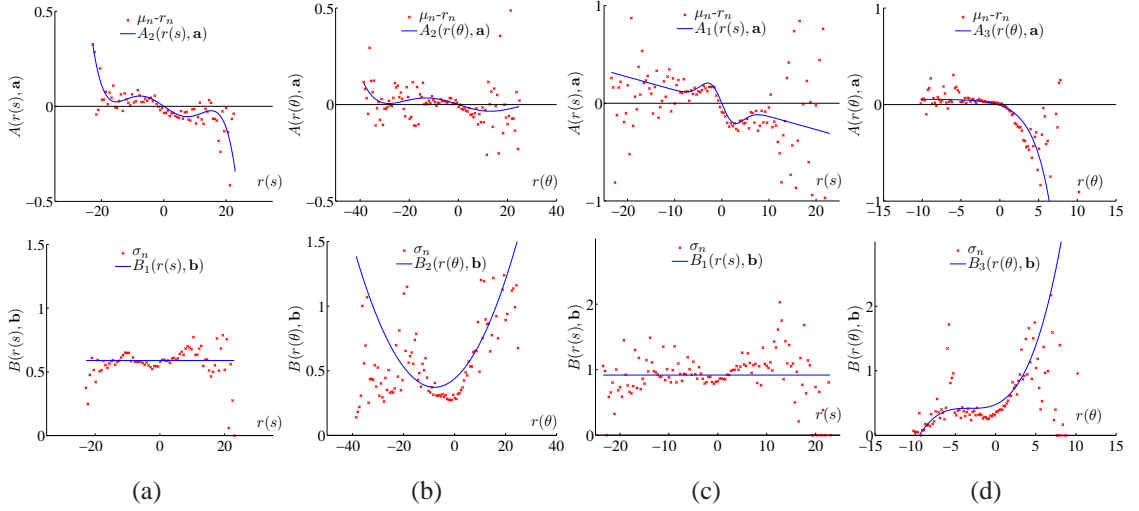 0.5
0
−0.5
−20
0
20
A(r(s), a)
r(s)
μn-rn
A2(r(s), a)
0.5
0
−0.5
−40
−20
0
20
40
A(r(θ), a)
r(θ)
μn-rn
A2(r(θ), a)
1
0
−1
−20
−10
0
10
20
A(r(s), a)
r(s)
μn-rn
A1(r(s), a)
1
0
−1
−15
−10
−5
0
5
10
15
A(r(θ), a)
r(θ)
μn-rn
A3(r(θ), a)
1.5
1
0.5
0
−20
0
20
B(r(s), b)
r(s)
σn
B1(r(s), b)
1.5
1
0.5
0
−40
−20
0
20
40
B(r(θ), b)
r(θ)
σn
B2(r(θ), b)
2
1
0
−20
−10
0
10
20
B(r(s), b)
r(s)
σn
B1(r(s), b)
2
1
0
−15
−10
−5
0
5
10
15
B(r(θ), b)
r(θ)
σn
B3(r(θ), b)
(a)
(b)
(c)
(d)